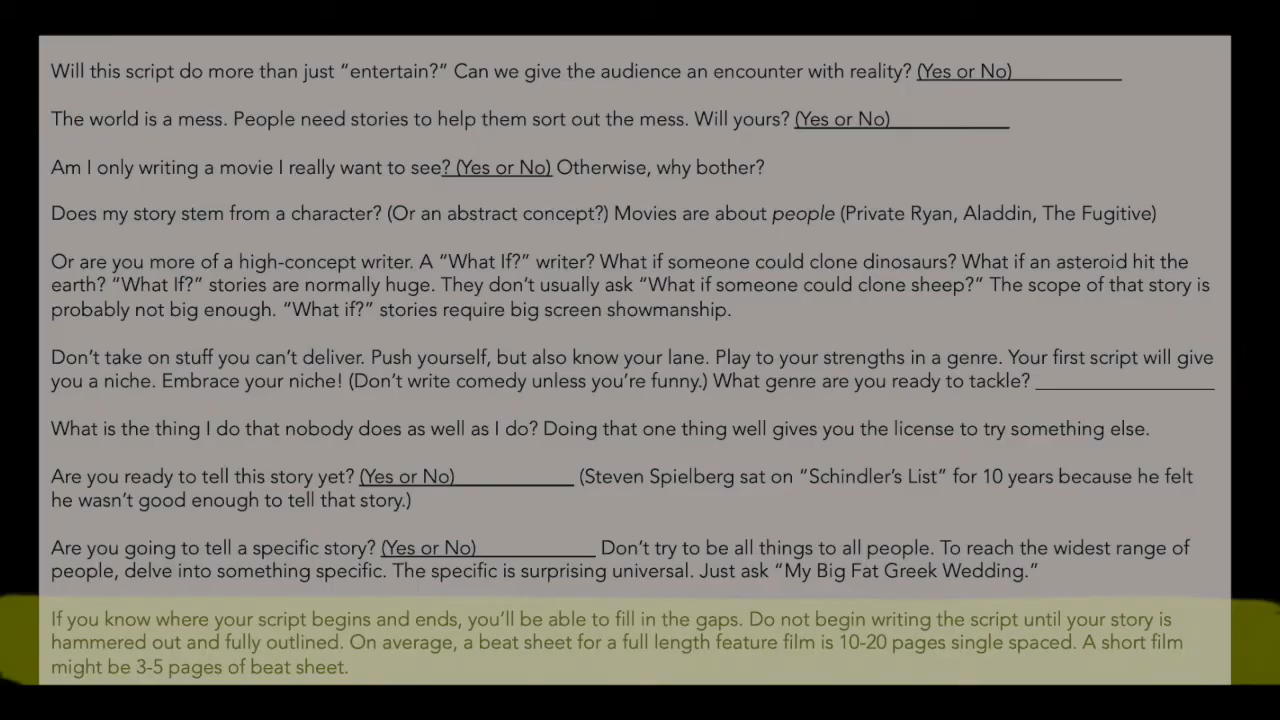 Will this script do more than just “entertain?” Can we give the audience an encounter with reality? (Yes or No)__________
The world is a mess. People need stories to help them sort out the mess. Will yours? (Yes or No)__________
Am I only writing a movie I really want to see? (Yes or No) Otherwise, why bother?
Does my story stem from a character? (Or an abstract concept?) Movies are about people (Private Ryan, Aladdin, The Fugitive)
Or are you more of a high-concept writer. A “What If?” writer? What if someone could clone dinosaurs? What if an asteroid hit the
earth? “What If?” stories are normally huge. They don’t usually ask “What if someone could clone sheep?” The scope of that story is
probably not big enough. “What if?” stories require big screen showmanship.
Don’t take on stuff you can’t deliver. Push yourself, but also know your lane. Play to your strengths in a genre. Your first script will give
you a niche. Embrace your niche! (Don’t write comedy unless you’re funny.) What genre are you ready to tackle? ________________
What is the thing I do that nobody does as well as I do? Doing that one thing well gives you the license to try something else.
Are you ready to tell this story yet? (Yes or No)__________ (Steven Spielberg sat on “Schindler’s List” for 10 years because he felt
he wasn’t good enough to tell that story.)
Are you going to tell a specific story? (Yes or No)__________ Don’t try to be all things to all people. To reach the widest range of
people, delve into something specific. The specific is surprising universal. Just ask “My Big Fat Greek Wedding.”
If you know where your script begins and ends, you’ll be able to fill in the gaps. Do not begin writing the script until your story is
hammered out and fully outlined. On average, a beat sheet for a full length feature film is 10-20 pages single spaced. A short film
might be 3-5 pages of beat sheet.